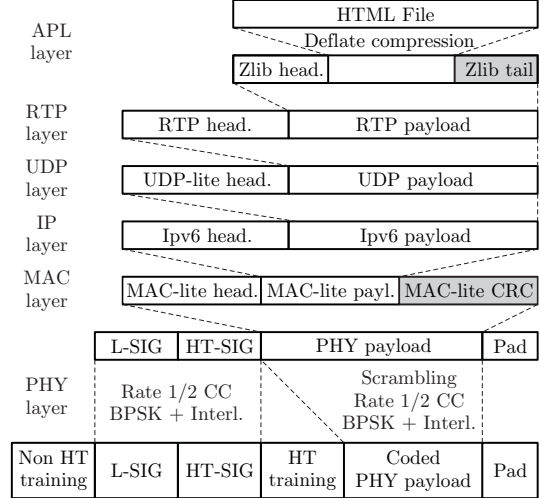 HTML File
APL
layer
Deflate compression
Zlib head.
Zlib tail
RTP
layer
RTP head.
RTP payload
UDP
layer
UDP-lite head.
UDP payload
IP
layer
Ipv6 head.
Ipv6 payload
MAC
layer
MAC-lite head.
MAC-lite payl.
MAC-lite CRC
L-SIG
HT-SIG
PHY payload
Pad
PHY
layer
Rate 1/2 CC
BPSK + Interl.
Scrambling
Rate 1/2 CC
BPSK + Interl.
Non HT
training
L-SIG
HT-SIG
HT
training
Coded
PHY payload
Pad